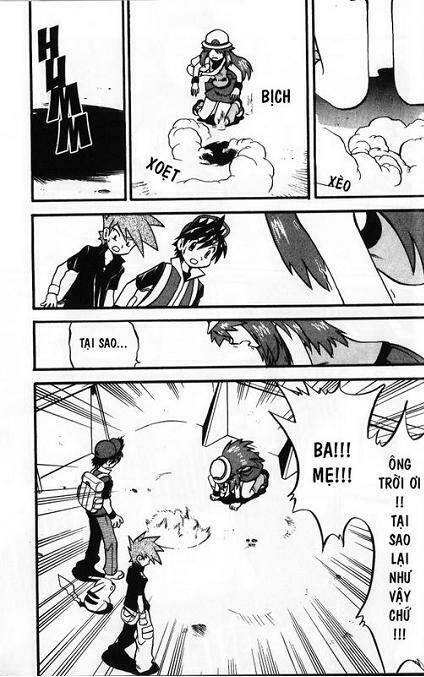 XÈO
BỊCH
XOẸT
HUMM
TẠI SAO...
ÔNG
TRỜI ƠI
!!
TẠI
SAO
LẠI
NHƯ
VẬY
CHỨ
!!!
BA!!!
MẸ!!!